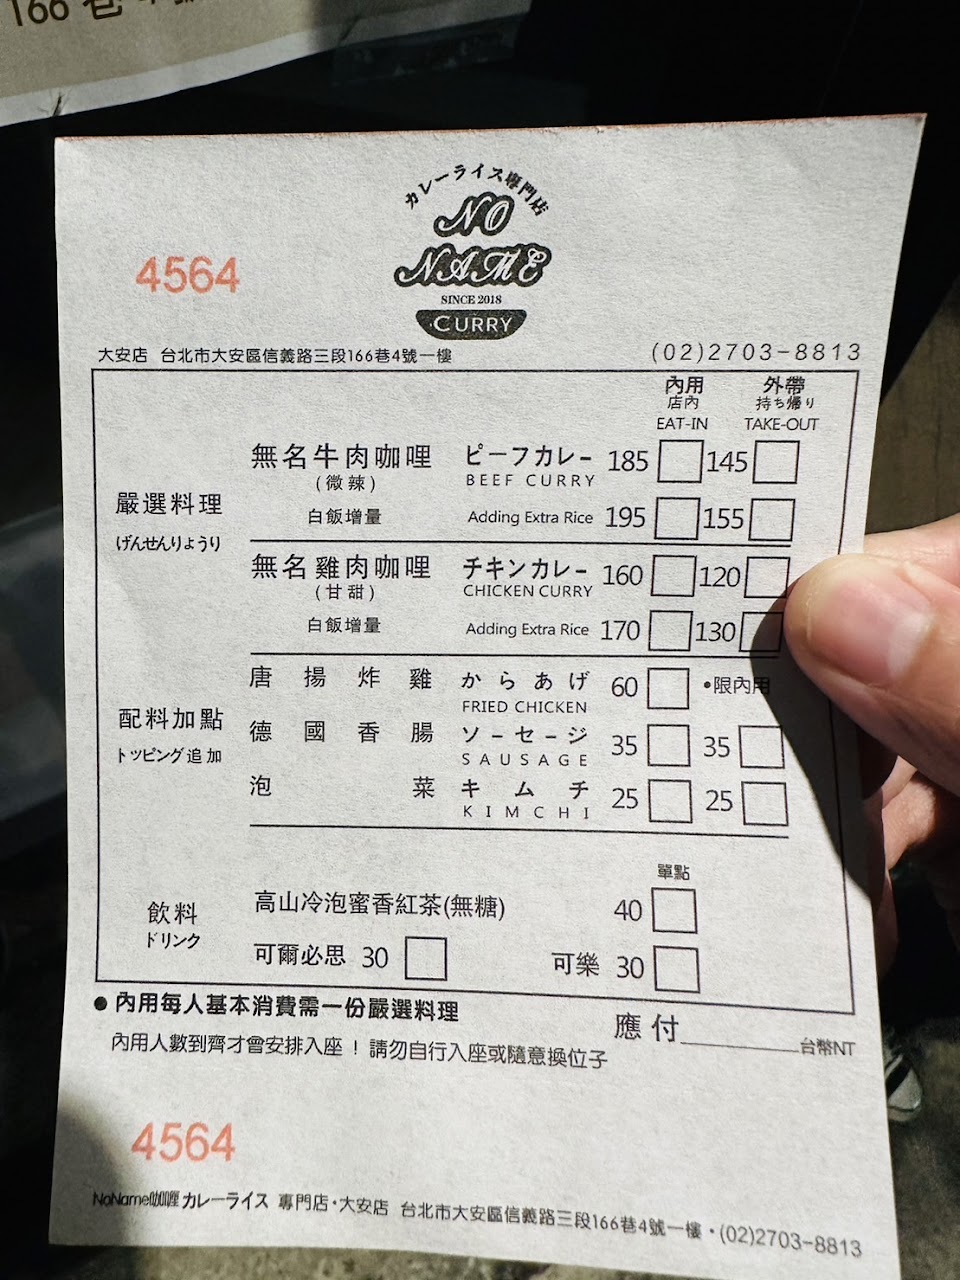 166巷
カレーライス専門店
NO
NAME
SINCE 2018
CURRY
4564
大安店 台北市大安區信義路三段166巷4號一樓 (02)2703-8813
內用 外帶
店内 持ち帰り
EAT-IN TAKE-OUT
嚴選料理
げんせんりょうり
無名牛肉咖哩 ビーフカレー 185 145
(微辣) BEEF CURRY
白飯增量 Adding Extra Rice 195 155
無名雞肉咖哩 チキンカレー 160 120
(甘甜) CHICKEN CURRY
白飯增量 Adding Extra Rice 170 130
配料加點
トッピング追加
唐揚炸雞 からあげ 60 •限內用
FRIED CHICKEN
德國香腸 ソーセージ 35 35
SAUSAGE
泡菜 キムチ 25 25
KIMCHI
飲料
ドリンク
單點
高山冷泡蜜香紅茶(無糖) 40
可爾必思 30 可樂 30
●內用每人基本消費需一份嚴選料理
內用人數到齊才會安排入座！請勿自行入座或隨意換位子
應付 台幣NT
4564
NoName咖哩 カレーライス 專門店・大安店 台北市大安區信義路三段166巷4號一樓・(02)2703-8813